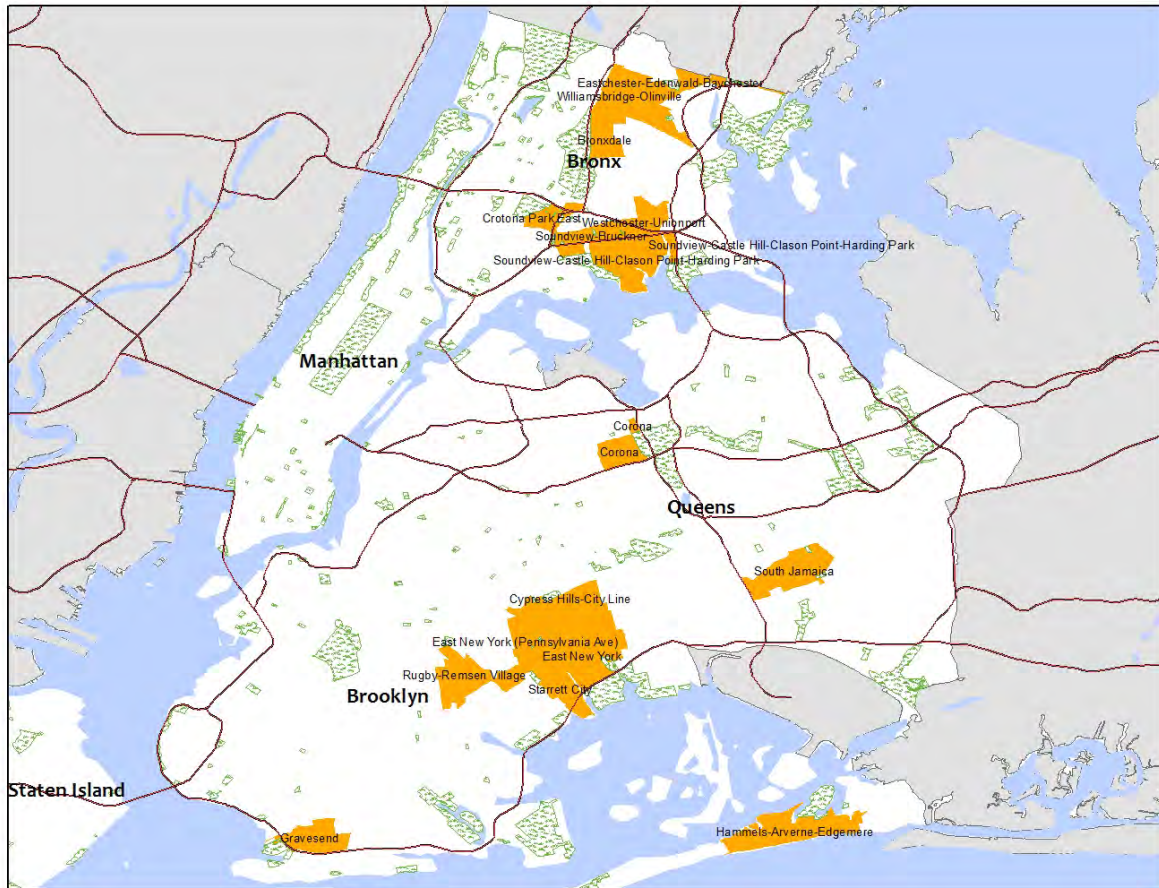 Eastchester-Edenwald-Baychester
Williamsbridge-Olinville
Bronxdale
Bronx
Crotona Park East
Westchester-Unionport
Soundview-Bruckner
Soundview-Castle Hill-Clason Point-Harding Park
Soundview-Castle Hill-Clason Point-Harding Park
Manhattan
Corona
Corona
Queens
South Jamaica
Cypress Hills-City Line
East New York (Pennsylvania Ave)
East New York
Rugby-Remsen Village
Starrett City
Brooklyn
Staten Island
Hammels-Arverne-Edgemere
Gravesend